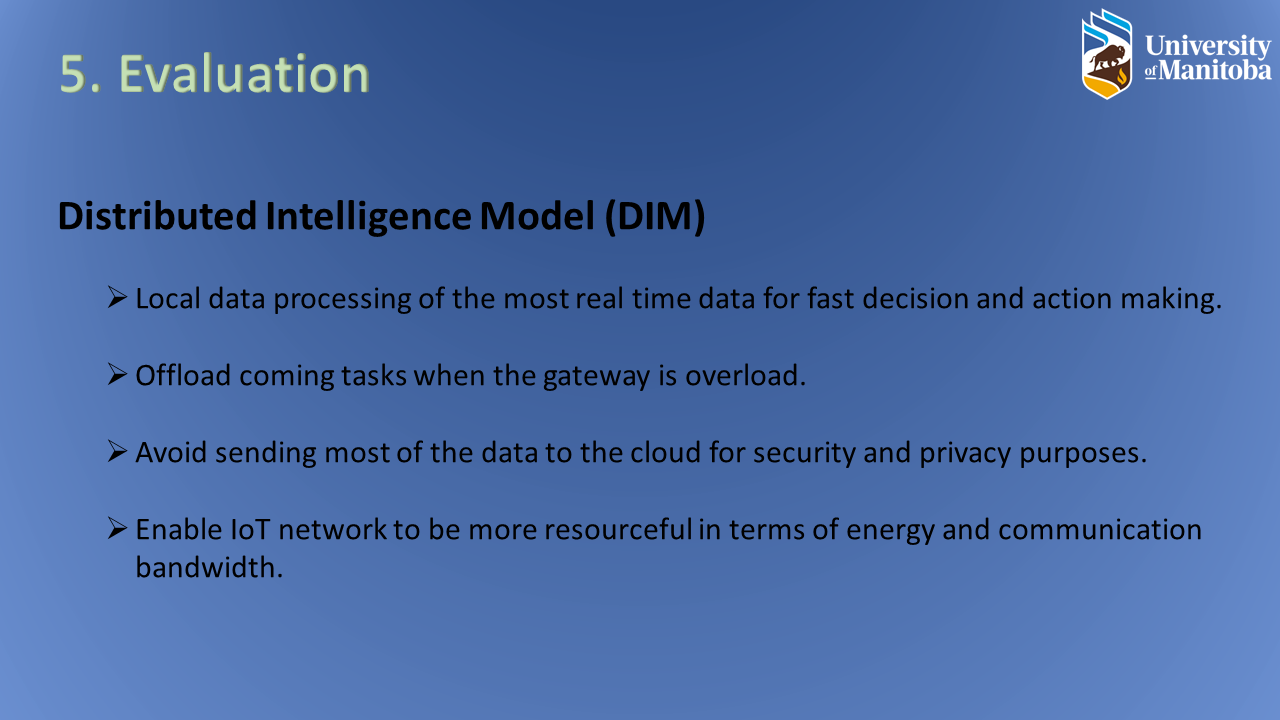 5. Evaluation
University
of Manitoba
Distributed Intelligence Model (DIM)
➢ Local data processing of the most real time data for fast decision and action making.
➢ Offload coming tasks when the gateway is overload.
➢ Avoid sending most of the data to the cloud for security and privacy purposes.
➢ Enable IoT network to be more resourceful in terms of energy and communication
bandwidth.